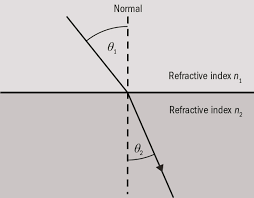 Normal
θ1
Refractive index n1
Refractive index n2
θ2